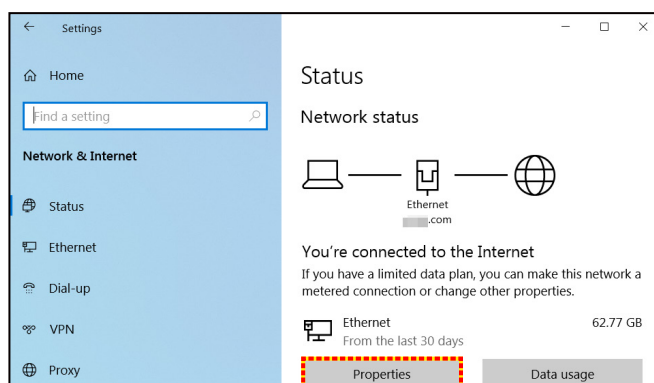 Settings
Home
Find a setting
Network & Internet
Status
Ethernet
Dial-up
VPN
Proxy
Status
Network status
Ethernet
.com
You're connected to the Internet
If you have a limited data plan, you can make this network a
metered connection or change other properties.
Ethernet
62.77 GB
From the last 30 days
Properties
Data usage